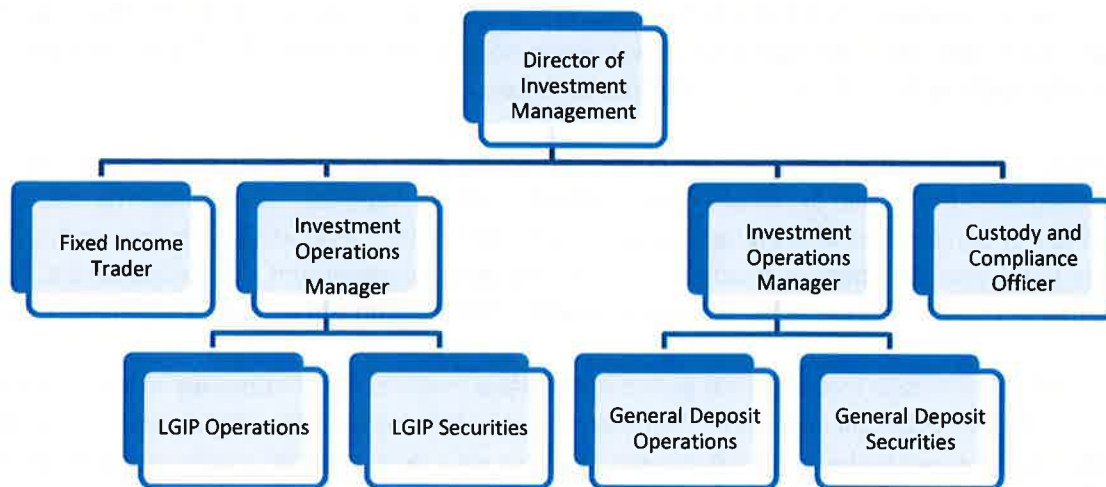 Director of
Investment
Management
Fixed Income
Trader
Investment
Operations
Manager
Investment
Operations
Manager
Custody and
Compliance
Officer
LGIP Operations
LGIP Securities
General Deposit
Operations
General Deposit
Securities